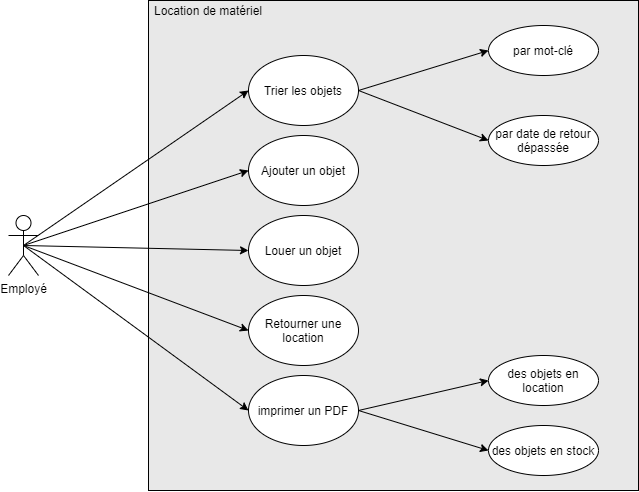 Location de matériel
par mot-clé
Trier les objets
par date de retour
dépassée
Ajouter un objet
Louer un objet
Employé
Retourner une
location
des objets en
location
imprimer un PDF
des objets en stock